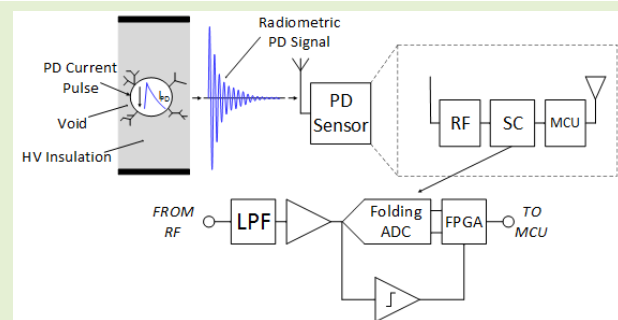 Radiometric
PD Signal
PD Current
Pulse
I_PD
Void
HV Insulation
PD
Sensor
RF
SC
MCU
FROM
RF
LPF
Folding
ADC
FPGA
TO
MCU